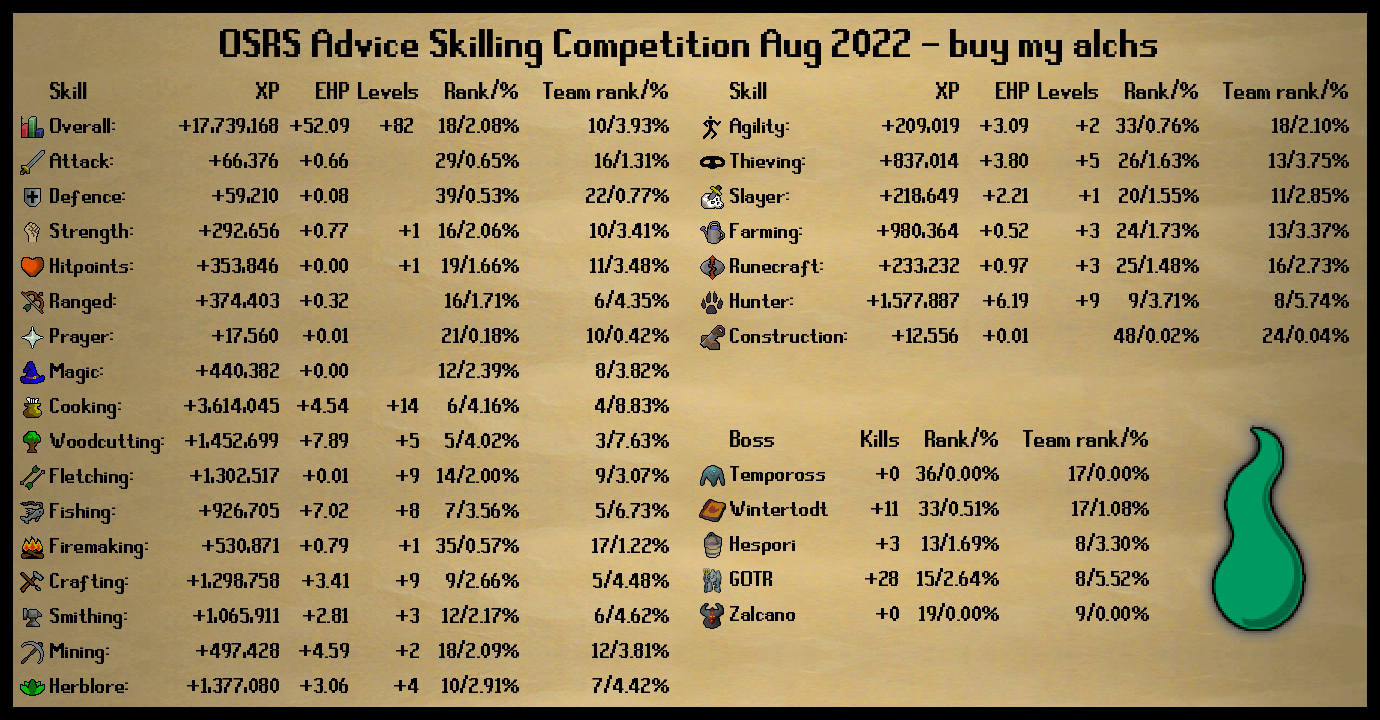 OSRS Advice Skilling Competition Aug 2022 - buy my alchs
Skill XP EHP Levels Rank/% Team rank/%
Overall: +17,739,168 +52.09 +82 18/2.08% 10/3.93%
Attack: +66,376 +0.66 29/0.65% 16/1.31%
Defence: +59,210 +0.08 39/0.53% 22/0.77%
Strength: +292,656 +0.77 +1 16/2.06% 10/3.41%
Hitpoints: +353,846 +0.00 +1 19/1.66% 11/3.48%
Ranged: +374,403 +0.32 16/1.71% 6/4.35%
Prayer: +17,560 +0.01 21/0.18% 10/0.42%
Magic: +440,382 +0.00 12/2.39% 8/3.82%
Cooking: +3,614,045 +4.54 +14 6/4.16% 4/8.83%
Woodcutting: +1,452,699 +7.89 +5 5/4.02% 3/7.63%
Fletching: +1,302,517 +0.01 +9 14/2.00% 9/3.07%
Fishing: +926,705 +7.02 +8 7/3.56% 5/6.73%
Firemaking: +530,871 +0.79 +1 35/0.57% 17/1.22%
Crafting: +1,298,758 +3.41 +9 9/2.66% 5/4.48%
Smithing: +1,065,911 +2.81 +3 12/2.17% 6/4.62%
Mining: +497,428 +4.59 +2 18/2.09% 12/3.81%
Herblore: +1,377,080 +3.06 +4 10/2.91% 7/4.42%
Skill XP EHP Levels Rank/% Team rank/%
Agility: +209,019 +3.09 +2 33/0.76% 18/2.10%
Thieving: +837,014 +3.80 +5 26/1.63% 13/3.75%
Slayer: +218,649 +2.21 +1 20/1.55% 11/2.85%
Farming: +980,364 +0.52 +3 24/1.73% 13/3.37%
Runecraft: +233,232 +0.97 +3 25/1.48% 16/2.73%
Hunter: +1,577,887 +6.19 +9 9/3.71% 8/5.74%
Construction: +12,556 +0.01 48/0.02% 24/0.04%
Boss Kills Rank/% Team rank/%
Tempoross +0 36/0.00% 17/0.00%
Wintertodt +11 33/0.51% 17/1.08%
Hespori +3 13/1.69% 8/3.30%
GOTR +28 15/2.64% 8/5.52%
Zalcano +0 19/0.00% 9/0.00%